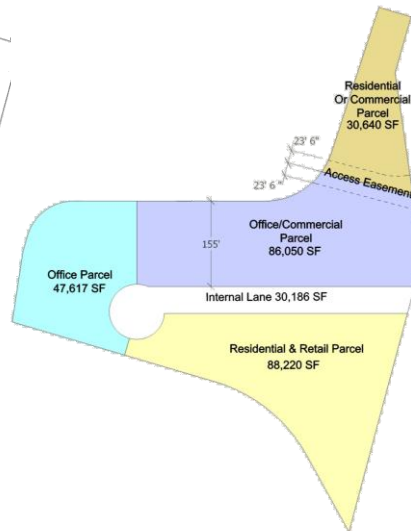 Residential
Or Commercial
Parcel
30,640 SF
23' 6"
23' 6"
Access Easement
Office/Commercial
Parcel
86,050 SF
155'
Office Parcel
47,617 SF
Internal Lane 30,186 SF
Residential & Retail Parcel
88,220 SF